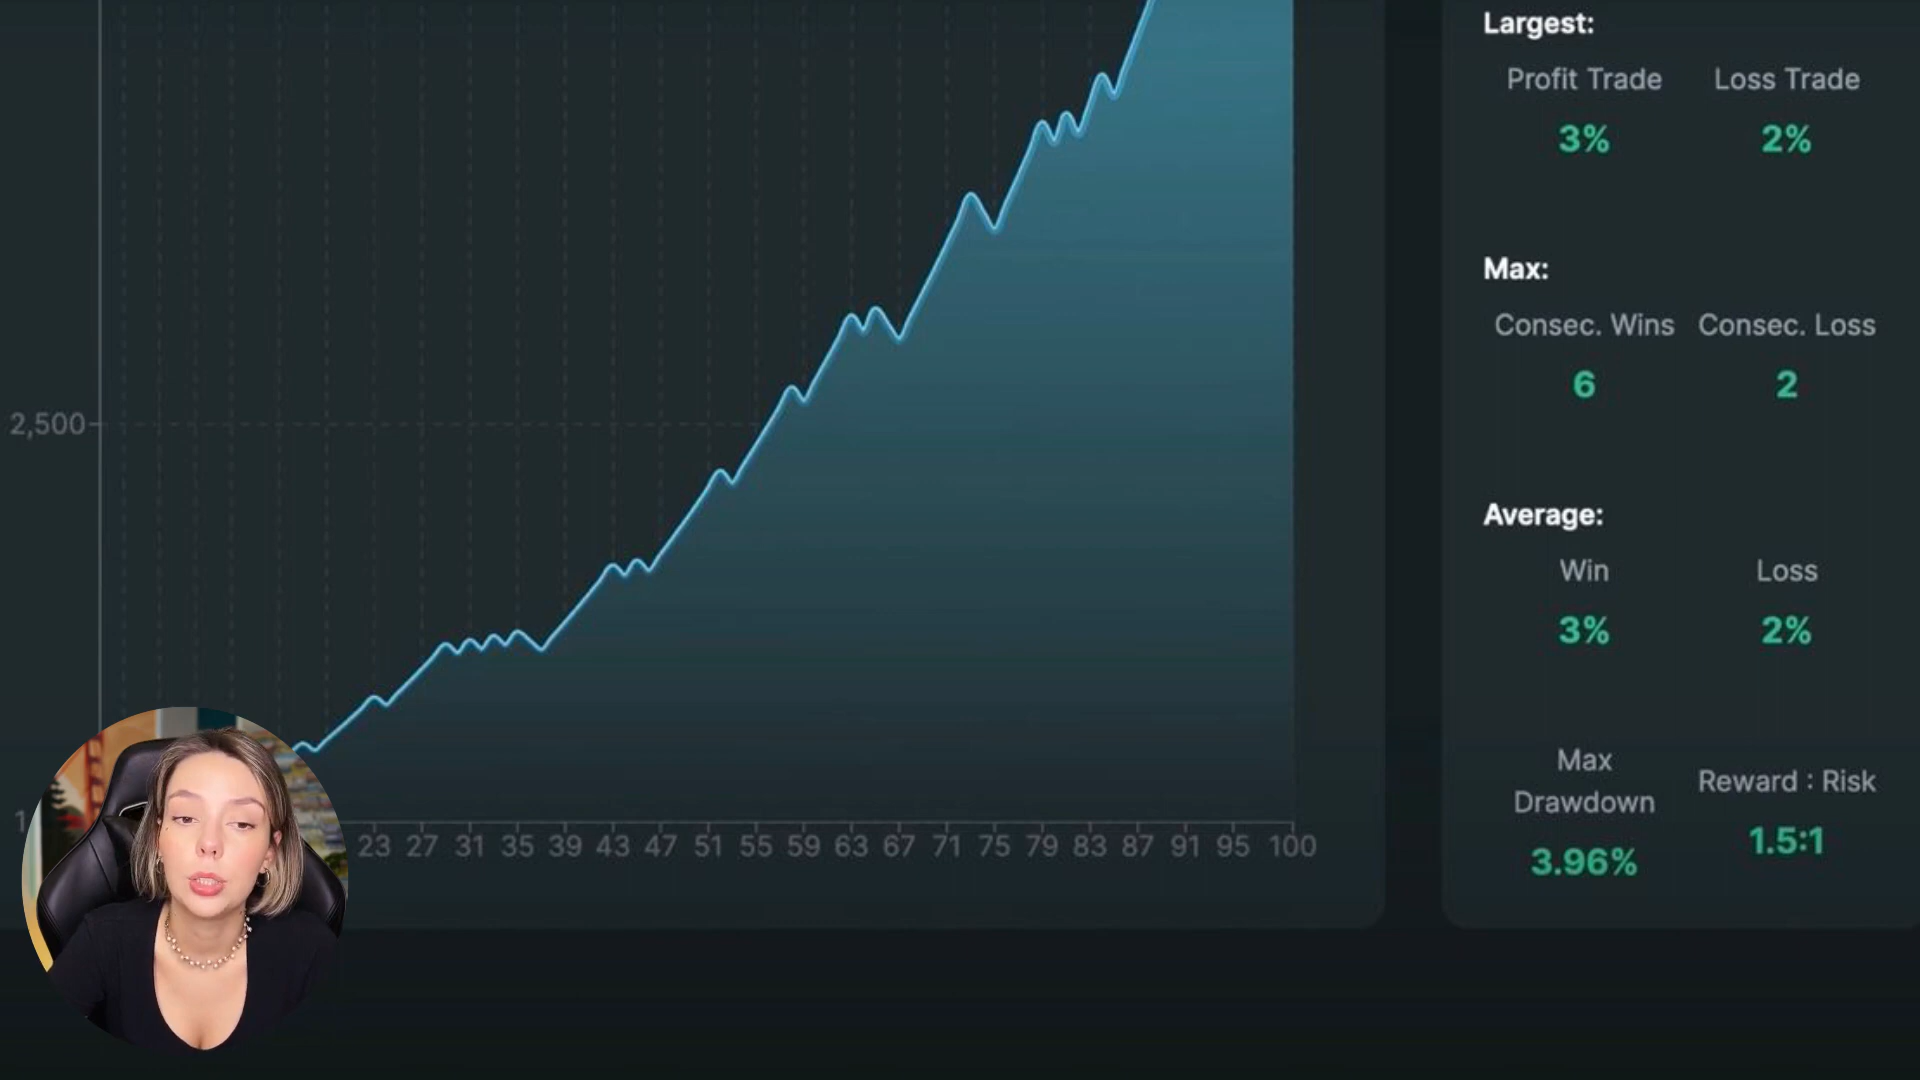 2,500
1
23 27 31 35 39 43 47 51 55 59 63 67 71 75 79 83 87 91 95 100
Largest:
Profit Trade Loss Trade
3% 2%
Max:
Consec. Wins Consec. Loss
6 2
Average:
Win Loss
3% 2%
Max
Drawdown
Reward : Risk
3.96%
1.5:1